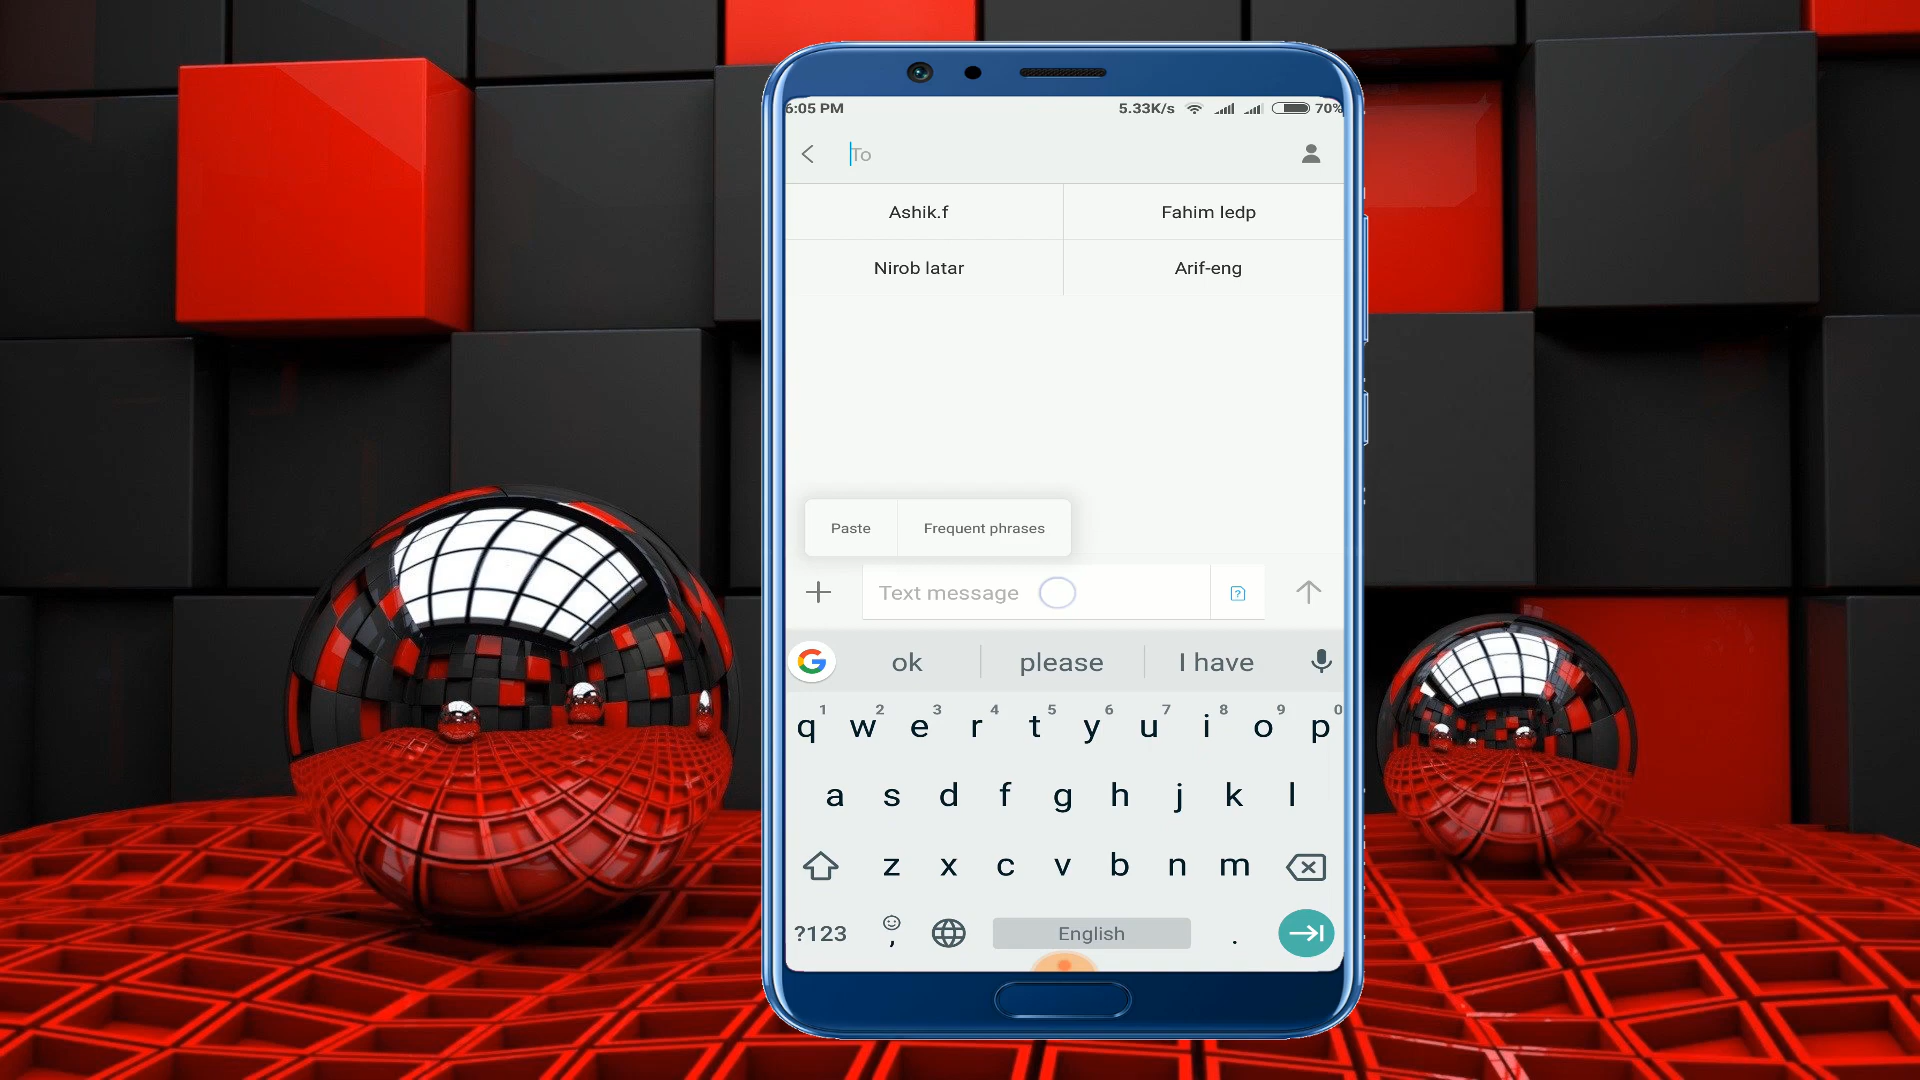 6:05 PM 5.33K/s 70%
To
Ashik.f Fahim ledp
Nirob latar Arif-eng
Paste Frequent phrases
Text message ?
G ok please I have
1 2 3 4 5 6 7 8 9 0
q w e r t y u i o p
a s d f g h j k l
z x c v b n m
?123 , English .